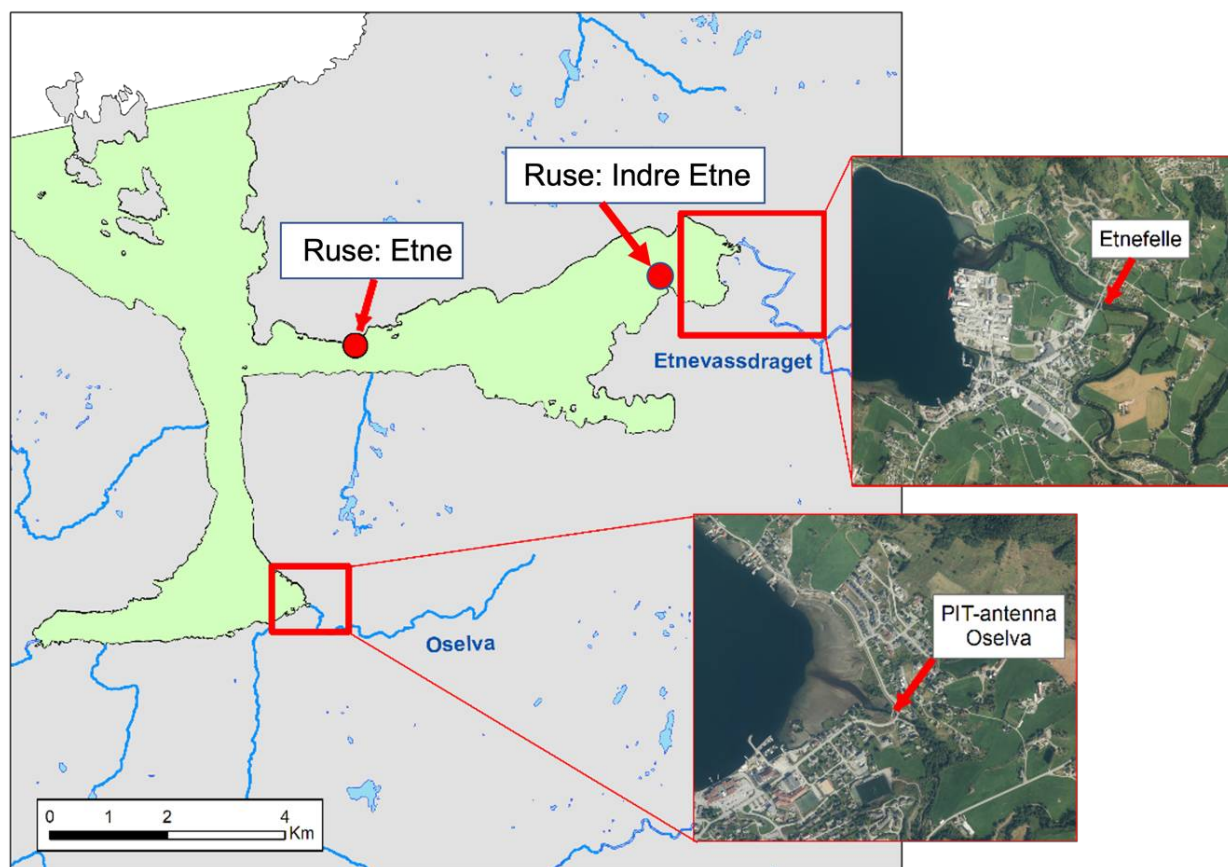 Ruse: Indre Etne
Ruse: Etne
Etnefelle
Etnevassdraget
PIT-antenna
Oselva
Oselva
0 1 2 4
Km